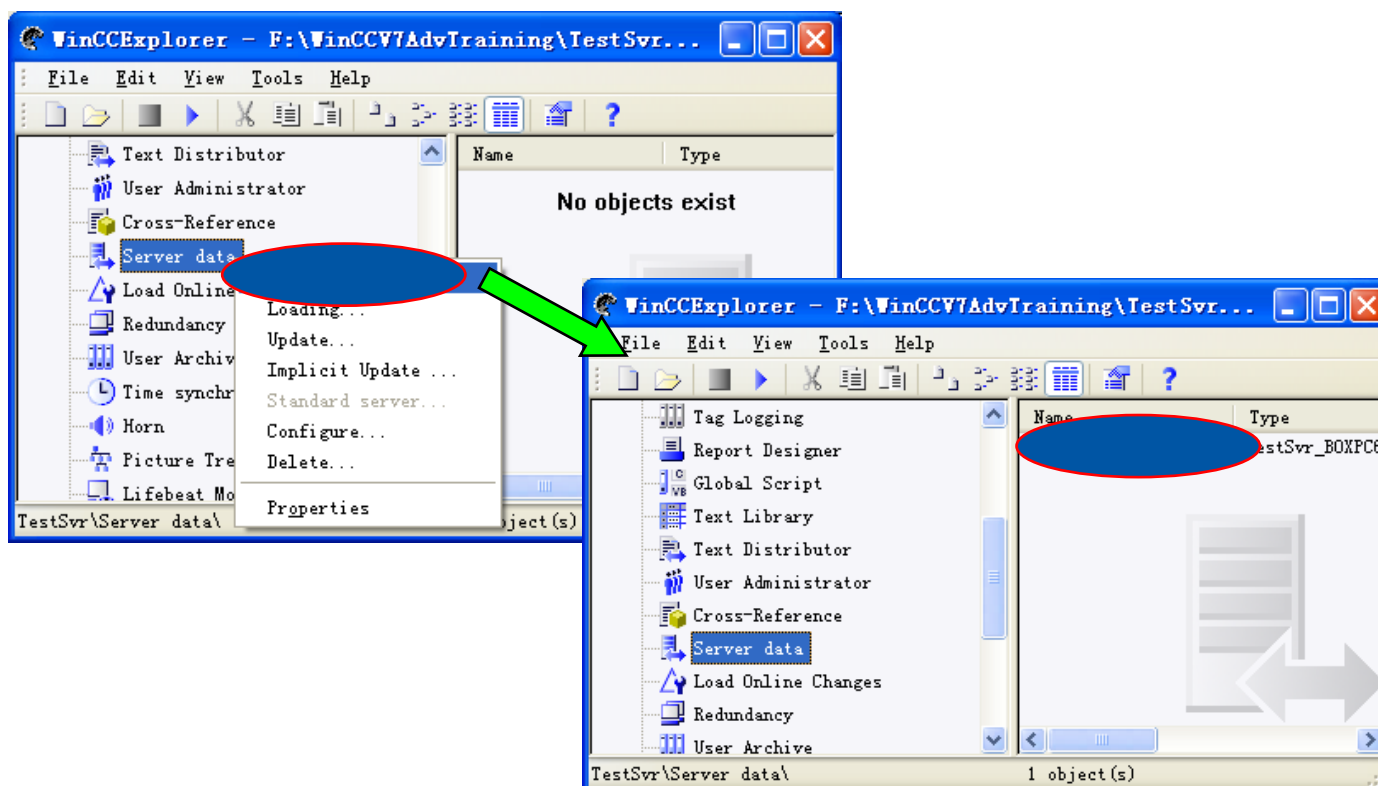 WinCCExplorer - F:\WinCCV7AdvTraining\TestSvr...
File Edit View Tools Help
Text Distributor
User Administrator
Cross-Reference
Server data
Load Online
Redundancy
User Archiv
Time synchr
Horn
Picture Tre
Lifebeat Mo
Name Type
No objects exist
Loading...
Update...
Implicit Update ...
Standard server...
Configure...
Delete...
Properties
TestSvr\Server data\
ject(s)
WinCCExplorer - F:\WinCCV7AdvTraining\TestSvr...
File Edit View Tools Help
Tag Logging
Report Designer
Global Script
Text Library
Text Distributor
User Administrator
Cross-Reference
Server data
Load Online Changes
Redundancy
User Archive
Name Type
estSvr_BOXPC6
TestSvr\Server data\
1 object(s)